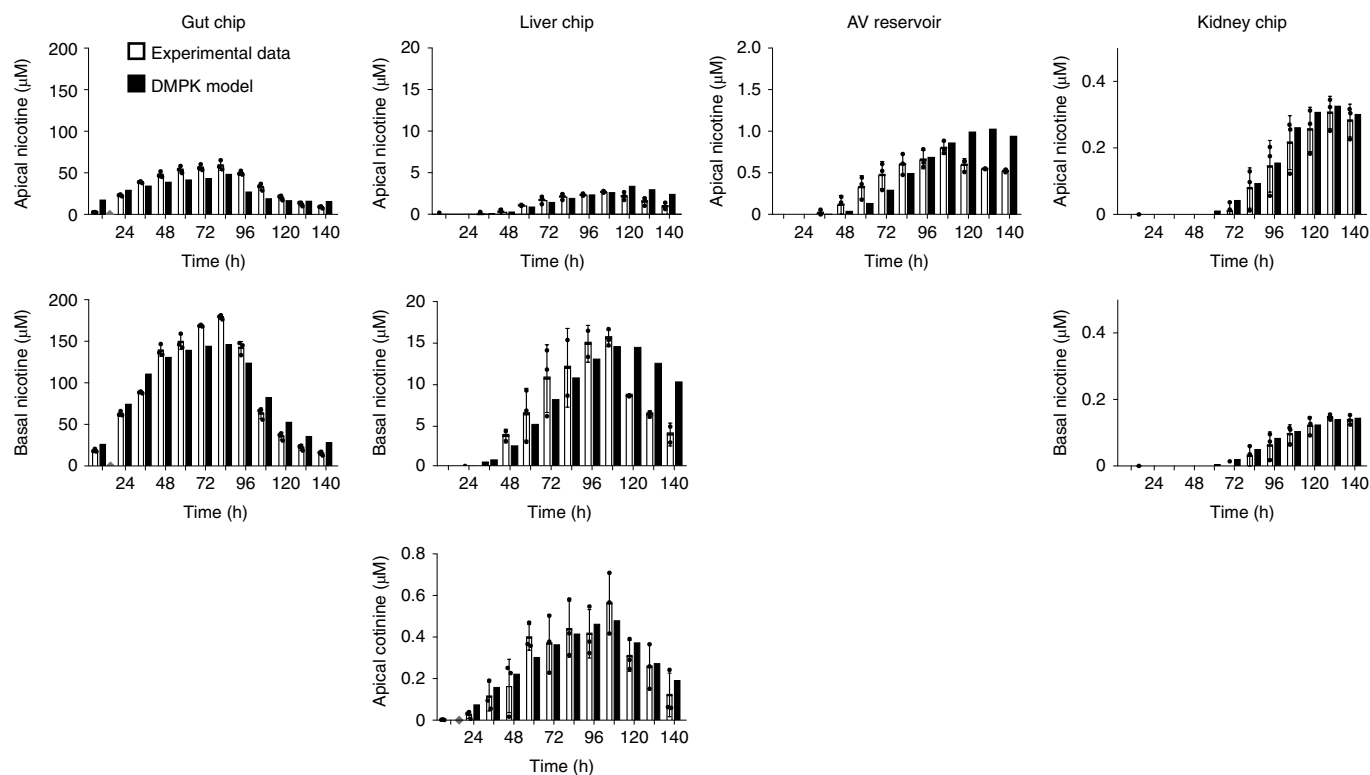 Gut chip
Liver chip
AV reservoir
Kidney chip
Apical nicotine (μM)
200
150
100
50
0
Experimental data
DMPK model
24 48 72 96 120 140
Time (h)
Apical nicotine (μM)
20
15
10
5
0
24 48 72 96 120 140
Time (h)
Apical nicotine (μM)
2.0
1.5
1.0
0.5
0
24 48 72 96 120 140
Time (h)
Apical nicotine (μM)
0.4
0.2
0
24 48 72 96 120 140
Time (h)
Basal nicotine (μM)
200
150
100
50
0
24 48 72 96 120 140
Time (h)
Basal nicotine (μM)
20
15
10
5
0
24 48 72 96 120 140
Time (h)
Basal nicotine (μM)
0.4
0.2
0
24 48 72 96 120 140
Time (h)
Apical cotinine (μM)
0.8
0.6
0.4
0.2
0
24 48 72 96 120 140
Time (h)